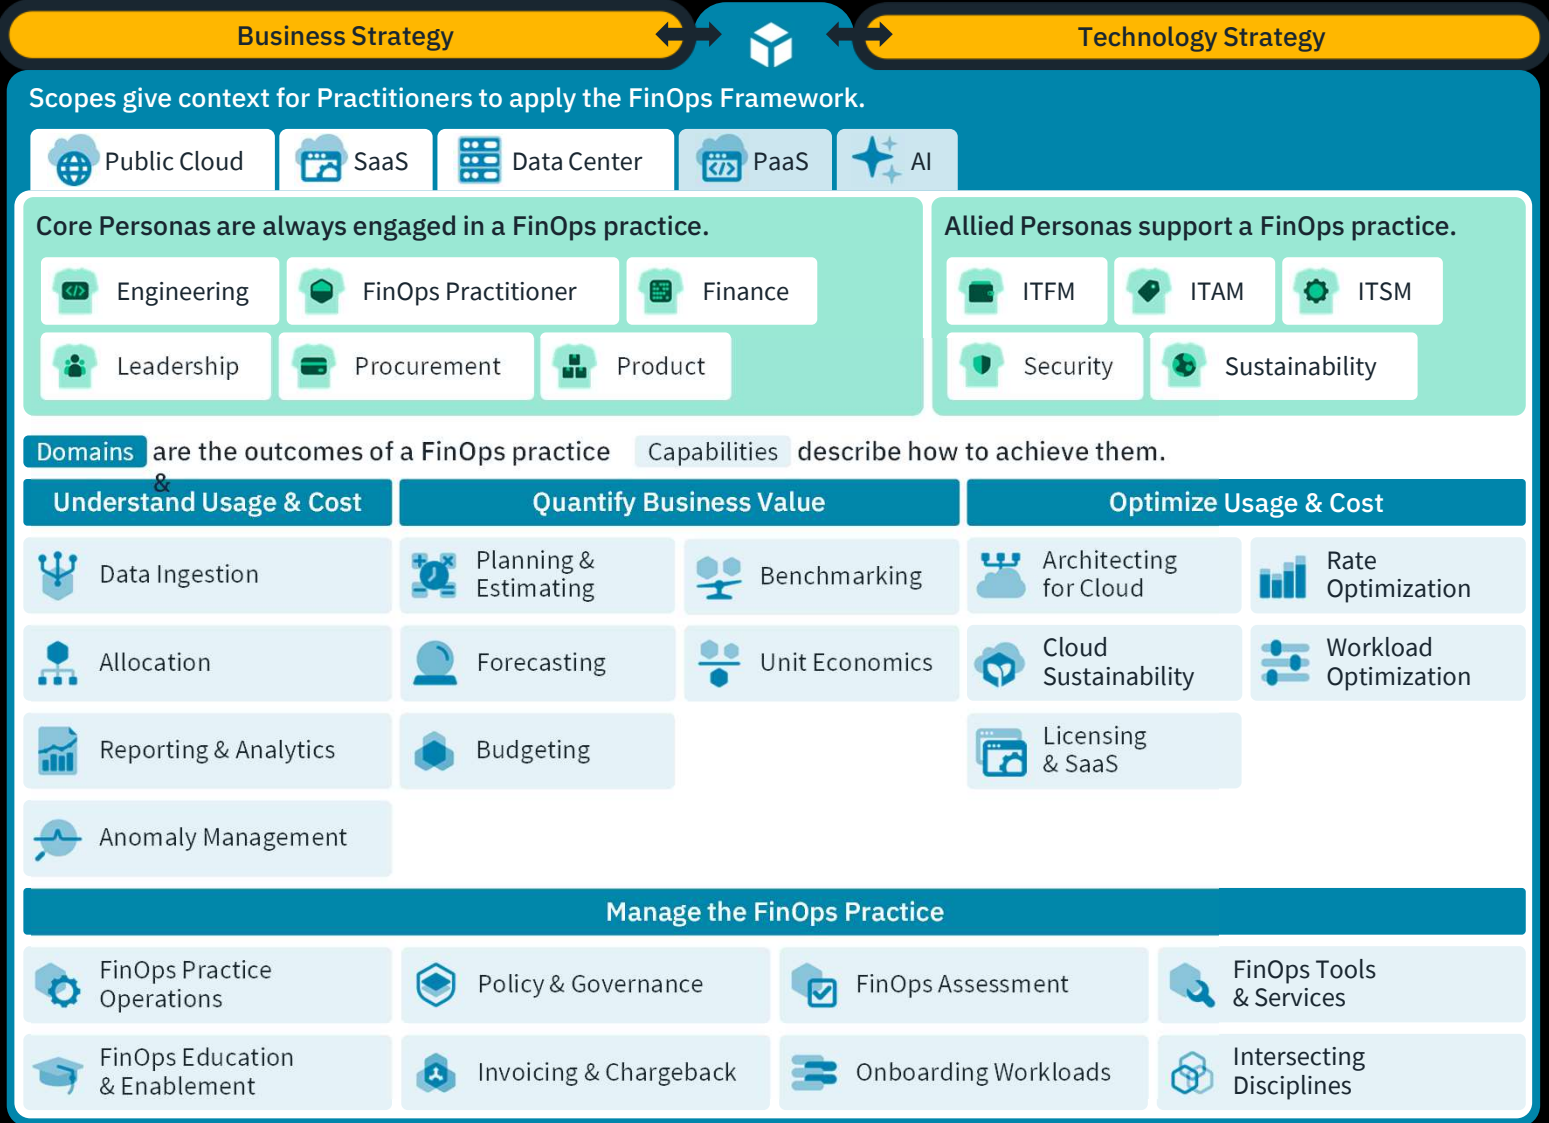 Business Strategy
Technology Strategy
Scopes give context for Practitioners to apply the FinOps Framework.
Public Cloud
SaaS
Data Center
PaaS
AI
Core Personas are always engaged in a FinOps practice.
Engineering
FinOps Practitioner
Finance
Leadership
Procurement
Product
Allied Personas support a FinOps practice.
ITFM
ITAM
ITSM
Security
Sustainability
Domains are the outcomes of a FinOps practice Capabilities describe how to achieve them.
&
Understand Usage & Cost
Data Ingestion
Allocation
Reporting & Analytics
Anomaly Management
Quantify Business Value
Planning &
Estimating
Benchmarking
Forecasting
Unit Economics
Budgeting
Optimize Usage & Cost
Architecting
for Cloud
Rate
Optimization
Cloud
Sustainability
Workload
Optimization
Licensing
& SaaS
Manage the FinOps Practice
FinOps Practice
Operations
Policy & Governance
FinOps Assessment
FinOps Tools
& Services
FinOps Education
& Enablement
Invoicing & Chargeback
Onboarding Workloads
Intersecting
Disciplines